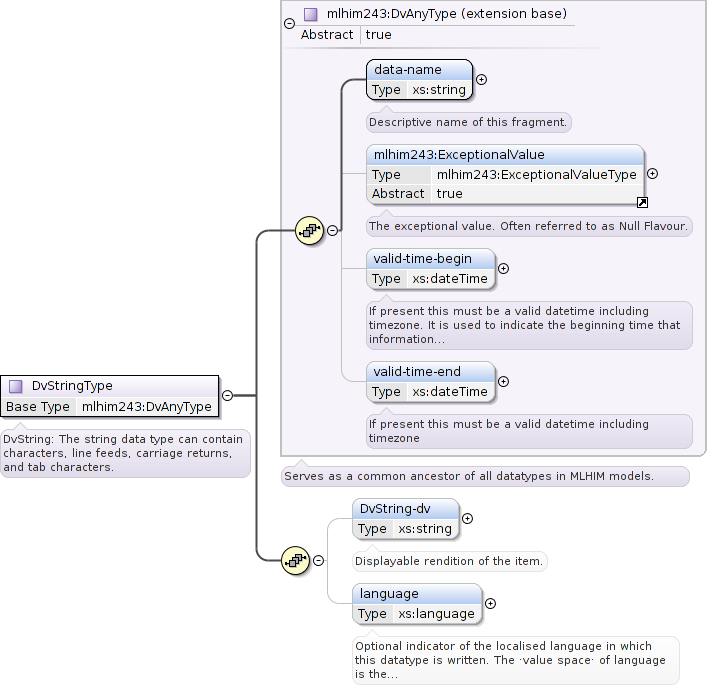 mlhim243:DvAnyType (extension base)
Abstract true
data-name
Type xs:string
Descriptive name of this fragment.
mlhim243:ExceptionalValue
Type mlhim243:ExceptionalValueType
Abstract true
The exceptional value. Often referred to as Null Flavour.
valid-time-begin
Type xs:dateTime
If present this must be a valid datetime including
timezone. It is used to indicate the beginning time that
information...
valid-time-end
Type xs:dateTime
If present this must be a valid datetime including
timezone
DvStringType
Base Type mlhim243:DvAnyType
DvString: The string data type can contain
characters, line feeds, carriage returns,
and tab characters.
Serves as a common ancestor of all datatypes in MLHIM models.
DvString-dv
Type xs:string
Displayable rendition of the item.
language
Type xs:language
Optional indicator of the localised language in which
this datatype is written. The ·value space· of language
is the...